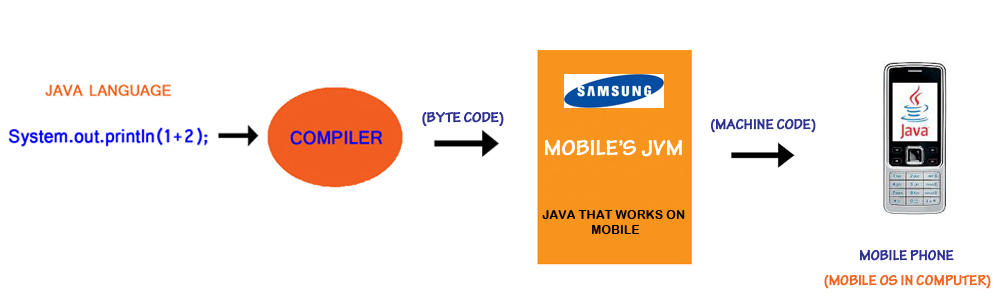 JAVA LANGUAGE
System.out.println(1+2);
COMPILER
(BYTE CODE)
SAMSUNG
MOBILE'S JVM
JAVA THAT WORKS ON
MOBILE
(MACHINE CODE)
Java
MOBILE PHONE
(MOBILE OS IN COMPUTER)